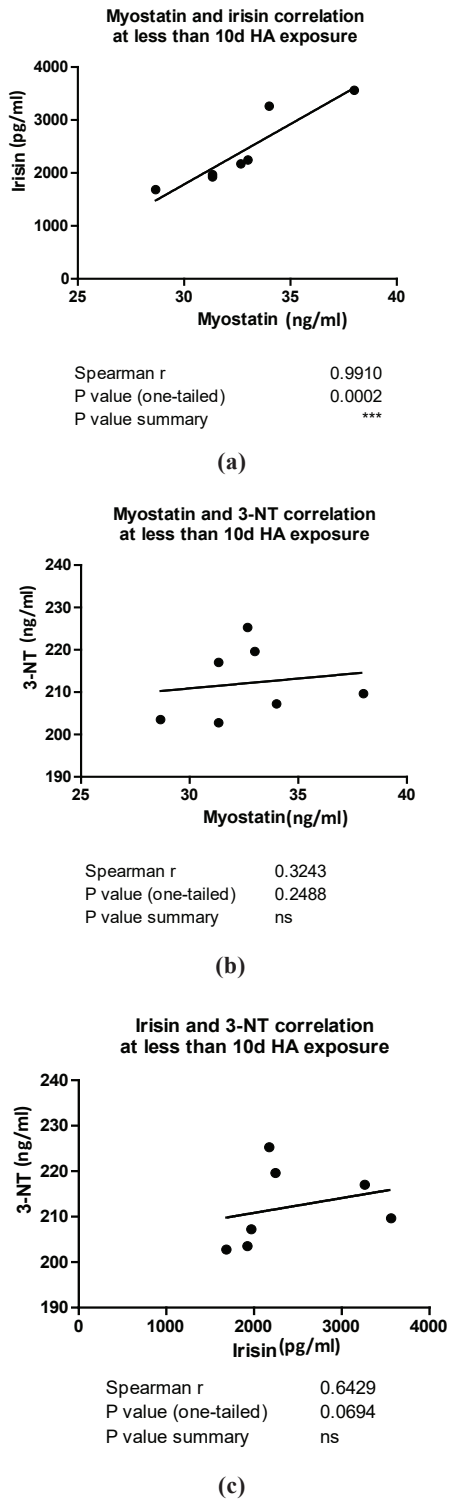 Myostatin and irisin correlation
at less than 10d HA exposure
4000
3000
2000
1000
0
Irisin (pg/ml)
25 30 35 40
Myostatin (ng/ml)
Spearman r 0.9910
P value (one-tailed) 0.0002
P value summary ***
(a)
Myostatin and 3-NT correlation
at less than 10d HA exposure
240
230
220
210
200
190
3-NT (ng/ml)
25 30 35 40
Myostatin(ng/ml)
Spearman r 0.3243
P value (one-tailed) 0.2488
P value summary ns
(b)
Irisin and 3-NT correlation
at less than 10d HA exposure
240
230
220
210
200
190
3-NT (ng/ml)
0 1000 2000 3000 4000
Irisin(pg/ml)
Spearman r 0.6429
P value (one-tailed) 0.0694
P value summary ns
(c)